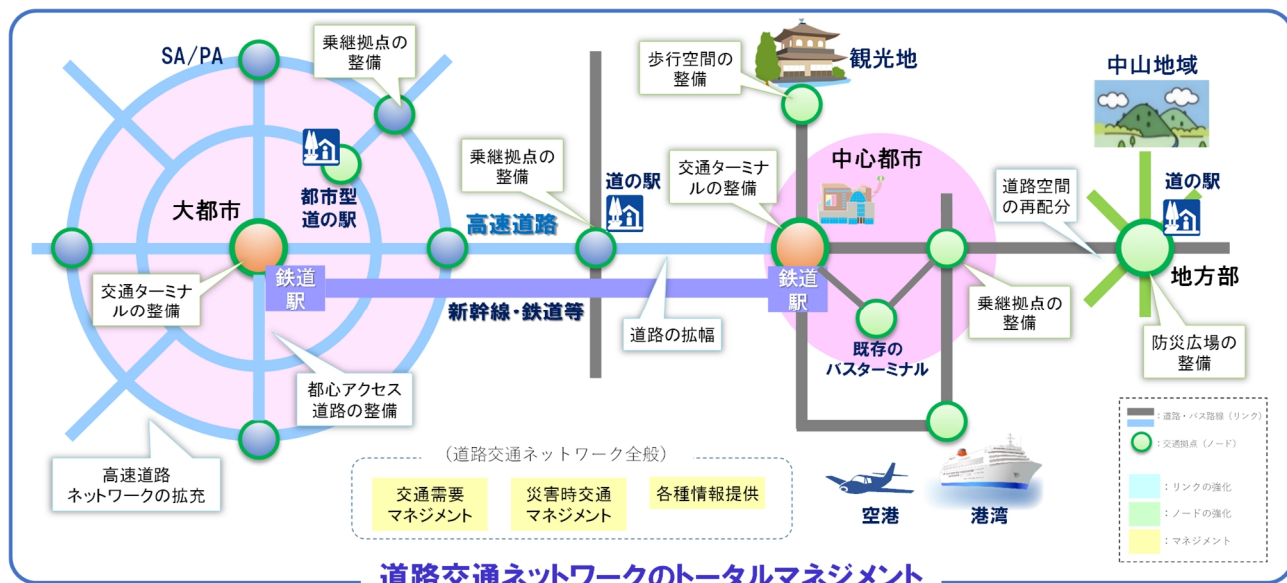 SA/PA
乗継拠点の
整備
大都市
都市型
道の駅
交通ターミナ
ルの整備
鉄道
駅
都心アクセス
道路の整備
高速道路
ネットワークの拡充
高速道路
新幹線・鉄道等
乗継拠点の
整備
道の駅
道路の拡幅
歩行空間の
整備
観光地
交通ターミナ
ルの整備
中心都市
鉄道
駅
既存の
バスターミナル
乗継拠点の
整備
道路空間
の再配分
中山地域
道の駅
地方部
防災広場の
整備
空港
港湾
(道路交通ネットワーク全般)
交通需要
マネジメント
災害時交通
マネジメント
各種情報提供
:道路・バス路線(リンク)
:交通拠点(ノード)
:リンクの強化
:ノードの強化
:マネジメント
道路交通ネットワークのトータルマネジメント